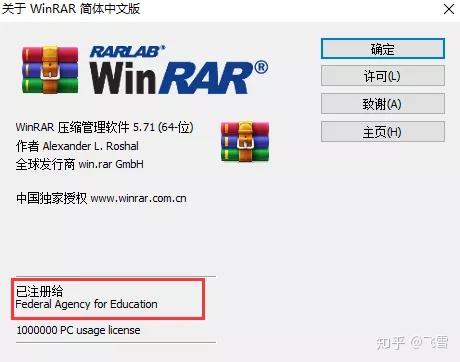 关于 WinRAR 简体中文版
RARLAB®
WinRAR®
确定
许可(L)
致谢(A)
主页(H)
WinRAR 压缩管理软件 5.71 (64-位)
作者 Alexander L. Roshal
全球发行商 win.rar GmbH
中国独家授权 www.winrar.com.cn
已注册给
Federal Agency for Education
1000000 PC usage license
知乎 @飞雪